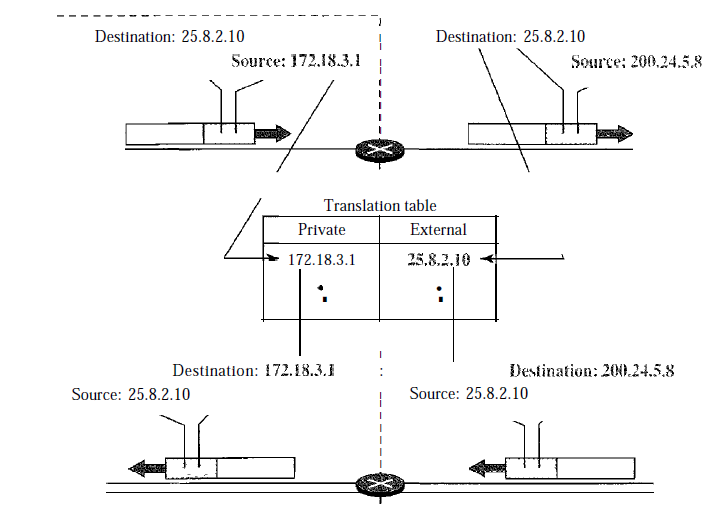 Destination: 25.8.2.10
Source: 172.18.3.1
Destination: 25.8.2.10
Source: 200.24.5.8
Translation table
Private External
172.18.3.1 25.8.2.10
Destination: 172.18.3.1
Source: 25.8.2.10
Destination: 200.24.5.8
Source: 25.8.2.10